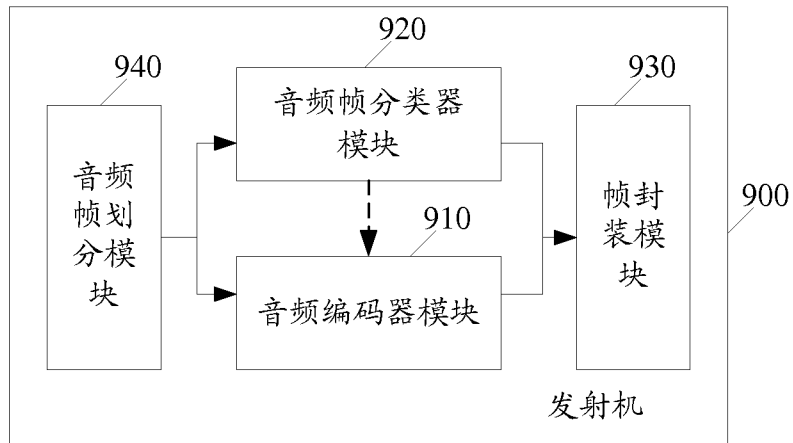 920
940
930
音频帧分类器
模块
音频
帧划
分模
块
帧封
装模
块
900
910
音频编码器模块
发射机